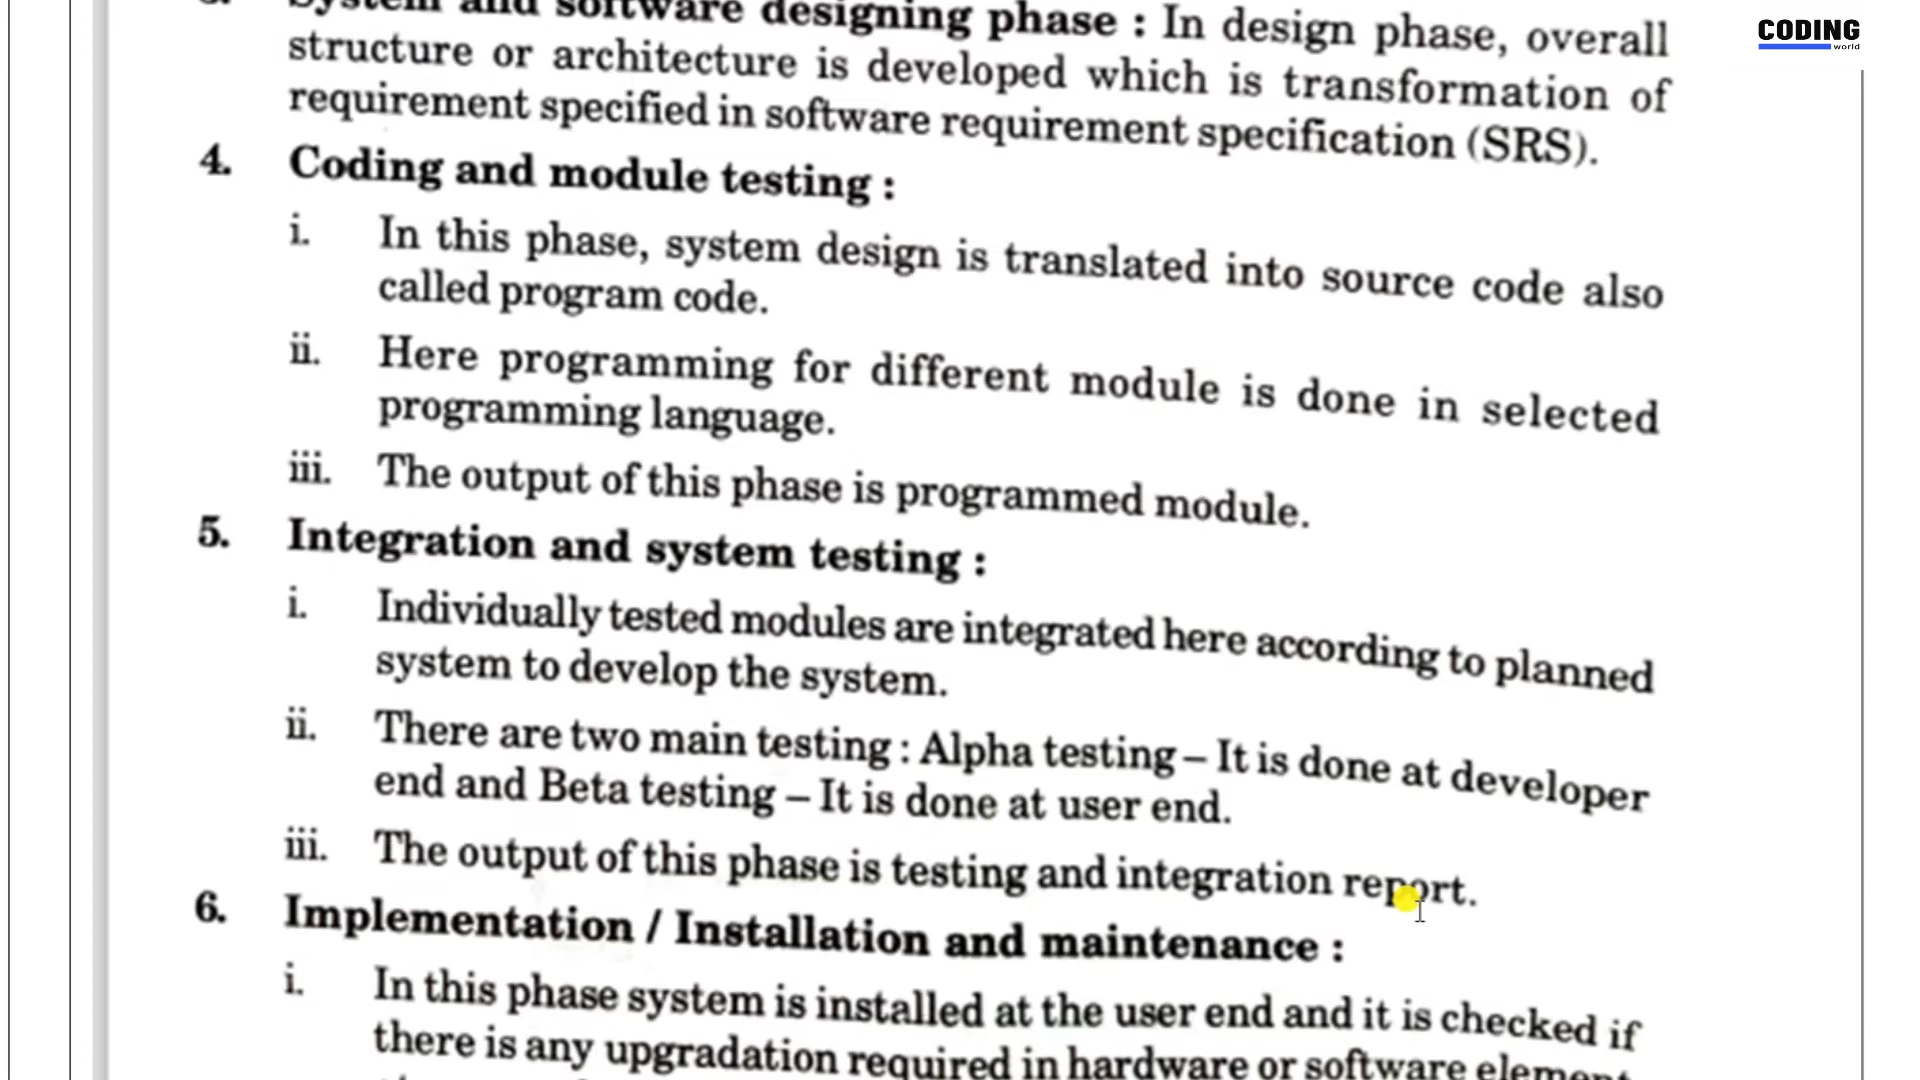 System and software designing phase : In design phase, overall
structure or architecture is developed which is transformation of
requirement specified in software requirement specification (SRS).
4. Coding and module testing :
i. In this phase, system design is translated into source code also
called program code.
ii. Here programming for different module is done in selected
programming language.
iii. The output of this phase is programmed module.
5. Integration and system testing :
i. Individually tested modules are integrated here according to planned
system to develop the system.
ii. There are two main testing : Alpha testing – It is done at developer
end and Beta testing – It is done at user end.
iii. The output of this phase is testing and integration report.
6. Implementation / Installation and maintenance :
i. In this phase system is installed at the user end and it is checked if
there is any upgradation required in hardware or software element
CODING
world